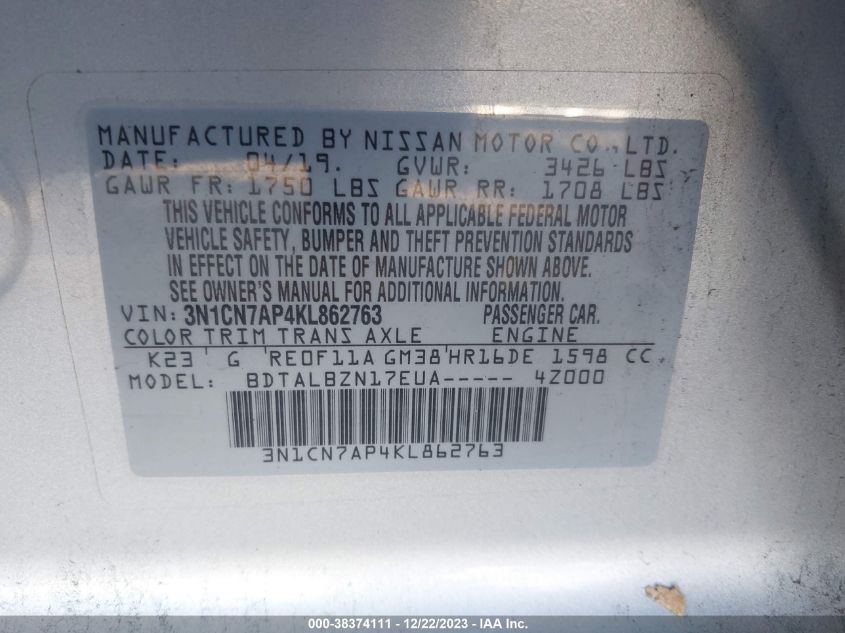 MANUFACTURED BY NISSAN MOTOR CO., LTD.
DATE: 04/19. GVWR: 3426 LBS
GAWR FR: 1750 LBS GAWR RR: 1708 LBS
THIS VEHICLE CONFORMS TO ALL APPLICABLE FEDERAL MOTOR
VEHICLE SAFETY, BUMPER AND THEFT PREVENTION STANDARDS
IN EFFECT ON THE DATE OF MANUFACTURE SHOWN ABOVE.
SEE OWNER'S MANUAL FOR ADDITIONAL INFORMATION.
VIN: 3N1CN7AP4KL862763 PASSENGER CAR.
COLOR TRIM TRANS AXLE ENGINE
K23 G RE0F11A GM38 HR16DE 1598 CC
MODEL: BDTALBZN17EUA----- 4Z000
3N1CN7AP4KL862763
000-38374111 - 12/22/2023 - IAA Inc.